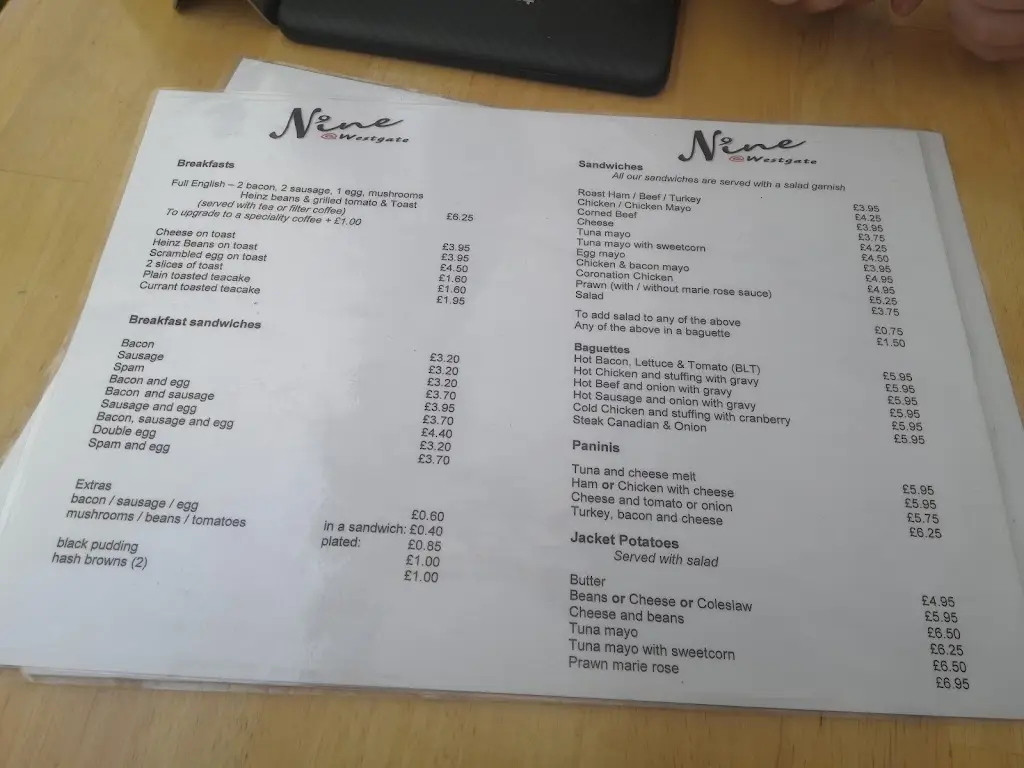 Nine
@Westgate
Breakfasts
Full English – 2 bacon, 2 sausage, 1 egg, mushrooms
Heinz beans & grilled tomato & Toast
(served with tea or filter coffee) £6.25
To upgrade to a speciality coffee + £1.00
Cheese on toast £3.95
Heinz Beans on toast £3.95
Scrambled egg on toast £4.50
2 slices of toast £1.60
Plain toasted teacake £1.60
Currant toasted teacake £1.95
Breakfast sandwiches
Bacon £3.20
Sausage £3.20
Spam £3.20
Bacon and egg £3.70
Bacon and sausage £3.95
Sausage and egg £3.70
Bacon, sausage and egg £4.40
Double egg £3.20
Spam and egg £3.70
Extras
bacon / sausage / egg £0.60
mushrooms / beans / tomatoes in a sandwich: £0.40
plated: £0.85
black pudding £1.00
hash browns (2) £1.00
Nine
@Westgate
Sandwiches
All our sandwiches are served with a salad garnish
Roast Ham / Beef / Turkey £3.95
Chicken / Chicken Mayo £4.25
Corned Beef £3.95
Cheese £3.75
Tuna mayo £4.25
Tuna mayo with sweetcorn £4.50
Egg mayo £3.95
Chicken & bacon mayo £4.95
Coronation Chicken £4.95
Prawn (with / without marie rose sauce) £5.25
Salad £3.75
To add salad to any of the above £0.75
Any of the above in a baguette £1.50
Baguettes
Hot Bacon, Lettuce & Tomato (BLT) £5.95
Hot Chicken and stuffing with gravy £5.95
Hot Beef and onion with gravy £5.95
Hot Sausage and onion with gravy £5.95
Cold Chicken and stuffing with cranberry £5.95
Steak Canadian & Onion £5.95
Paninis
Tuna and cheese melt £5.95
Ham or Chicken with cheese £5.95
Cheese and tomato or onion £5.75
Turkey, bacon and cheese £6.25
Jacket Potatoes
Served with salad
Butter £4.95
Beans or Cheese or Coleslaw £5.95
Cheese and beans £6.50
Tuna mayo £6.25
Tuna mayo with sweetcorn £6.50
Prawn marie rose £6.95